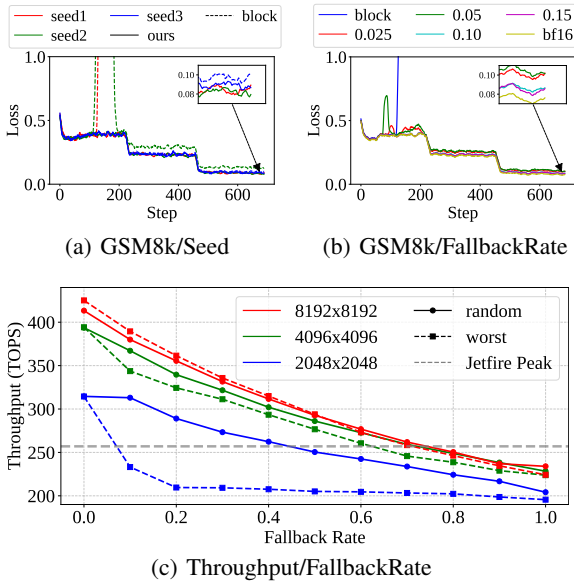 seed1 seed3 block
seed2 ours
block 0.05 0.15
0.025 0.10 bf16
1.0
0.5
0.0
Loss
0.10
0.08
0 200 400 600
Step
1.0
0.5
0.0
Loss
0.10
0.08
0 200 400 600
Step
(a) GSM8k/Seed
(b) GSM8k/FallbackRate
Throughput (TOPS)
400
350
300
250
200
8192x8192 random
4096x4096 worst
2048x2048 Jetfire Peak
0.0 0.2 0.4 0.6 0.8 1.0
Fallback Rate
(c) Throughput/FallbackRate